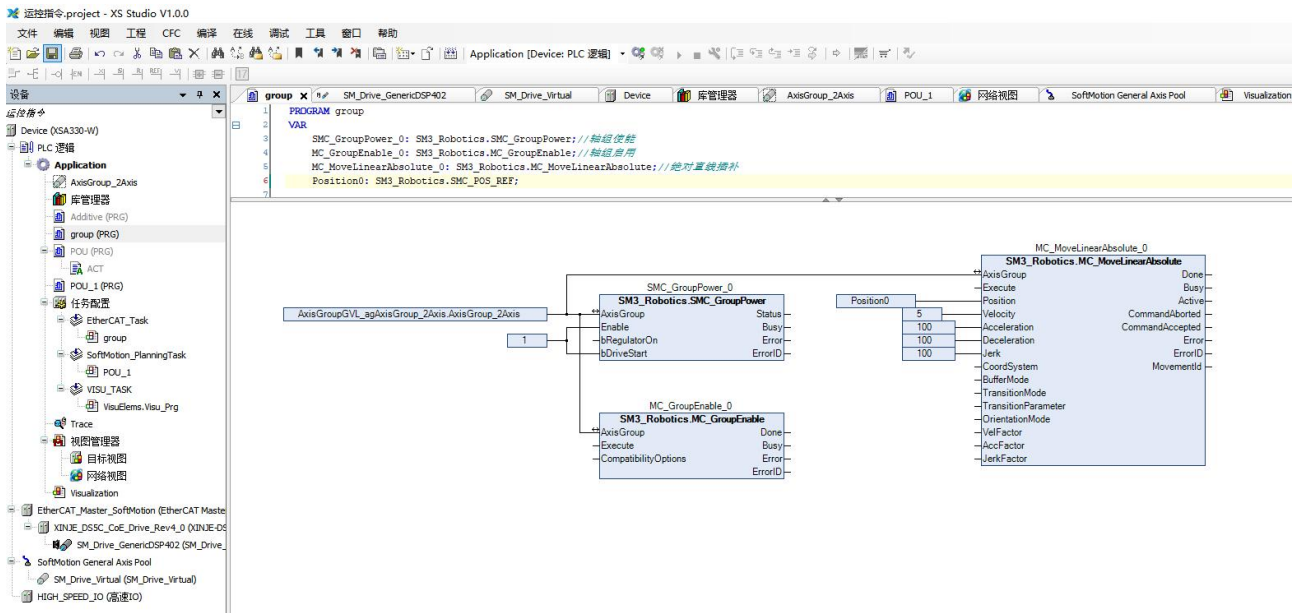 运控指令.project - XS Studio V1.0.0
文件 编辑 视图 工程 CFC 编译 在线 调试 工具 窗口 帮助
Application [Device: PLC 逻辑]
设备
group SM_Drive_GenericDSP402 SM_Drive_Virtual Device 库管理器 AxisGroup_2Axis POU_1 网络视图 SoftMotion General Axis Pool Visualization
运控指令
Device (XSA330-W)
PLC 逻辑
Application
AxisGroup_2Axis
库管理器
Additive (PRG)
group (PRG)
POU (PRG)
ACT
POU_1 (PRG)
任务配置
EtherCAT_Task
group
SoftMotion_PlanningTask
POU_1
VISU_TASK
VisuElems.Visu_Prg
Trace
视图管理器
目标视图
网络视图
Visualization
EtherCAT_Master_SoftMotion (EtherCAT Maste
XINJE_DS5C_CoE_Drive_Rev4_0 (XINJE-DS
SM_Drive_GenericDSP402 (SM_Drive_
SoftMotion General Axis Pool
SM_Drive_Virtual (SM_Drive_Virtual)
HIGH_SPEED_IO (高速IO)
1 PROGRAM group
2 VAR
3 SMC_GroupPower_0: SM3_Robotics.SMC_GroupPower;//轴组使能
4 MC_GroupEnable_0: SM3_Robotics.MC_GroupEnable;//轴组启用
5 MC_MoveLinearAbsolute_0: SM3_Robotics.MC_MoveLinearAbsolute;//绝对直线插补
6 Position0: SM3_Robotics.SMC_POS_REF;
7
AxisGroupGVL_agAxisGroup_2Axis.AxisGroup_2Axis
1
SMC_GroupPower_0
SM3_Robotics.SMC_GroupPower
AxisGroup Status
Enable Busy
bRegulatorOn Error
bDriveStart ErrorID
MC_GroupEnable_0
SM3_Robotics.MC_GroupEnable
AxisGroup Done
Execute Busy
CompatibilityOptions Error
ErrorID
MC_MoveLinearAbsolute_0
SM3_Robotics.MC_MoveLinearAbsolute
AxisGroup Done
Execute Busy
Position0 Position Active
5 Velocity CommandAborted
100 Acceleration CommandAccepted
100 Deceleration Error
100 Jerk ErrorID
CoordSystem MovementId
BufferMode
TransitionMode
TransitionParameter
OrientationMode
VelFactor
AccFactor
JerkFactor